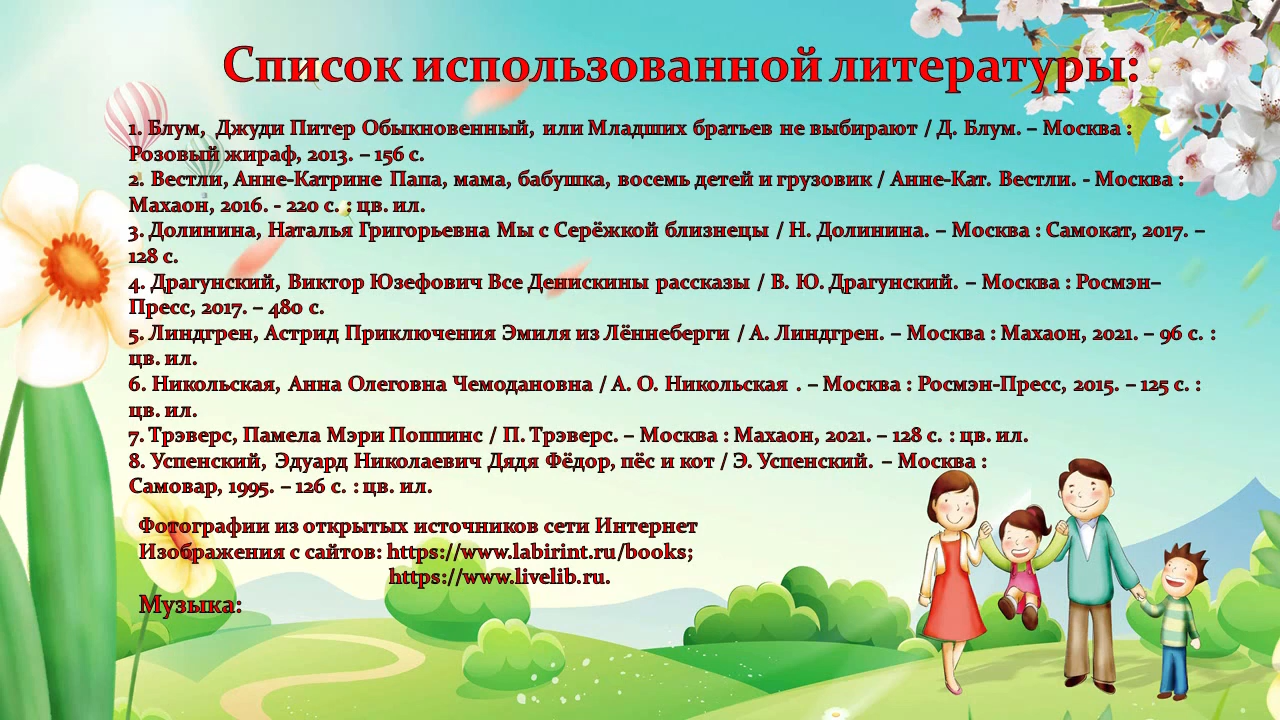 Список использованной литературы:
1. Блум, Джуди Питер Обыкновенный, или Младших братьев не выбирают / Д. Блум. – Москва :
Розовый жираф, 2013. – 156 с.
2. Вестли, Анне-Катрине Папа, мама, бабушка, восемь детей и грузовик / Анне-Кат. Вестли. - Москва :
Махаон, 2016. - 220 с. : цв. ил.
3. Долинина, Наталья Григорьевна Мы с Серёжкой близнецы / Н. Долинина. – Москва : Самокат, 2017. –
128 с.
4. Драгунский, Виктор Юзефович Все Денискины рассказы / В. Ю. Драгунский. – Москва : Росмэн–
Пресс, 2017. – 480 с.
5. Линдгрен, Астрид Приключения Эмиля из Лённеберги / А. Линдгрен. – Москва : Махаон, 2021. – 96 с. :
цв. ил.
6. Никольская, Анна Олеговна Чемодановна / А. О. Никольская . – Москва : Росмэн-Пресс, 2015. – 125 с. :
цв. ил.
7. Трэверс, Памела Мэри Поппинс / П. Трэверс. – Москва : Махаон, 2021. – 128 с. : цв. ил.
8. Успенский, Эдуард Николаевич Дядя Фёдор, пёс и кот / Э. Успенский. – Москва :
Самовар, 1995. – 126 с. : цв. ил.
Фотографии из открытых источников сети Интернет
Изображения с сайтов: https://www.labirint.ru/books;
https://www.livelib.ru.
Музыка: